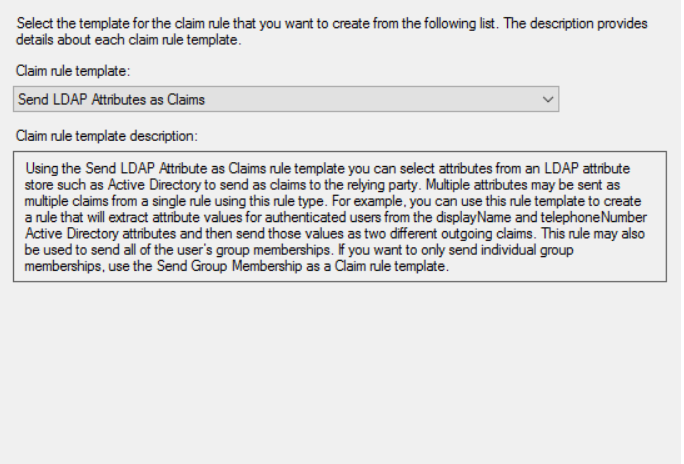 Select the template for the claim rule that you want to create from the following list. The description provides
details about each claim rule template.
Claim rule template:
Send LDAP Attributes as Claims
Claim rule template description:
Using the Send LDAP Attribute as Claims rule template you can select attributes from an LDAP attribute
store such as Active Directory to send as claims to the relying party. Multiple attributes may be sent as
multiple claims from a single rule using this rule type. For example, you can use this rule template to create
a rule that will extract attribute values for authenticated users from the displayName and telephoneNumber
Active Directory attributes and then send those values as two different outgoing claims. This rule may also
be used to send all of the user's group memberships. If you want to only send individual group
memberships, use the Send Group Membership as a Claim rule template.